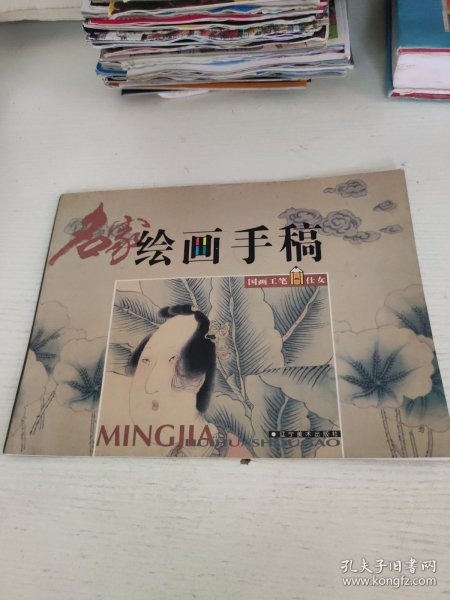 名家绘画手稿
国画工笔 仕女
MINGJIA
HUIHUASHOUGAO
●辽宁美术出版社
孔夫子旧书网
www.kongfz.com